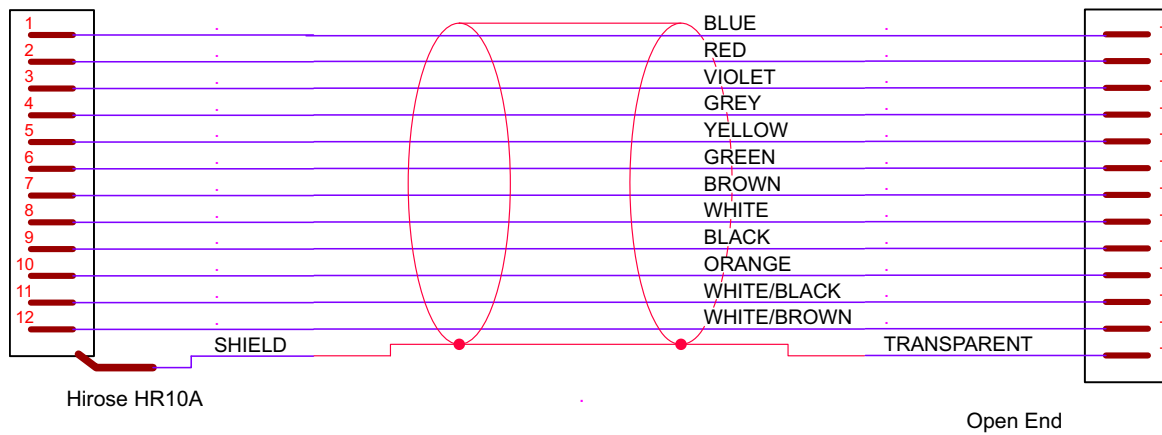 1 BLUE
2 RED
3 VIOLET
4 GREY
5 YELLOW
6 GREEN
7 BROWN
8 WHITE
9 BLACK
10 ORANGE
11 WHITE/BLACK
12 WHITE/BROWN
SHIELD TRANSPARENT
Hirose HR10A
Open End